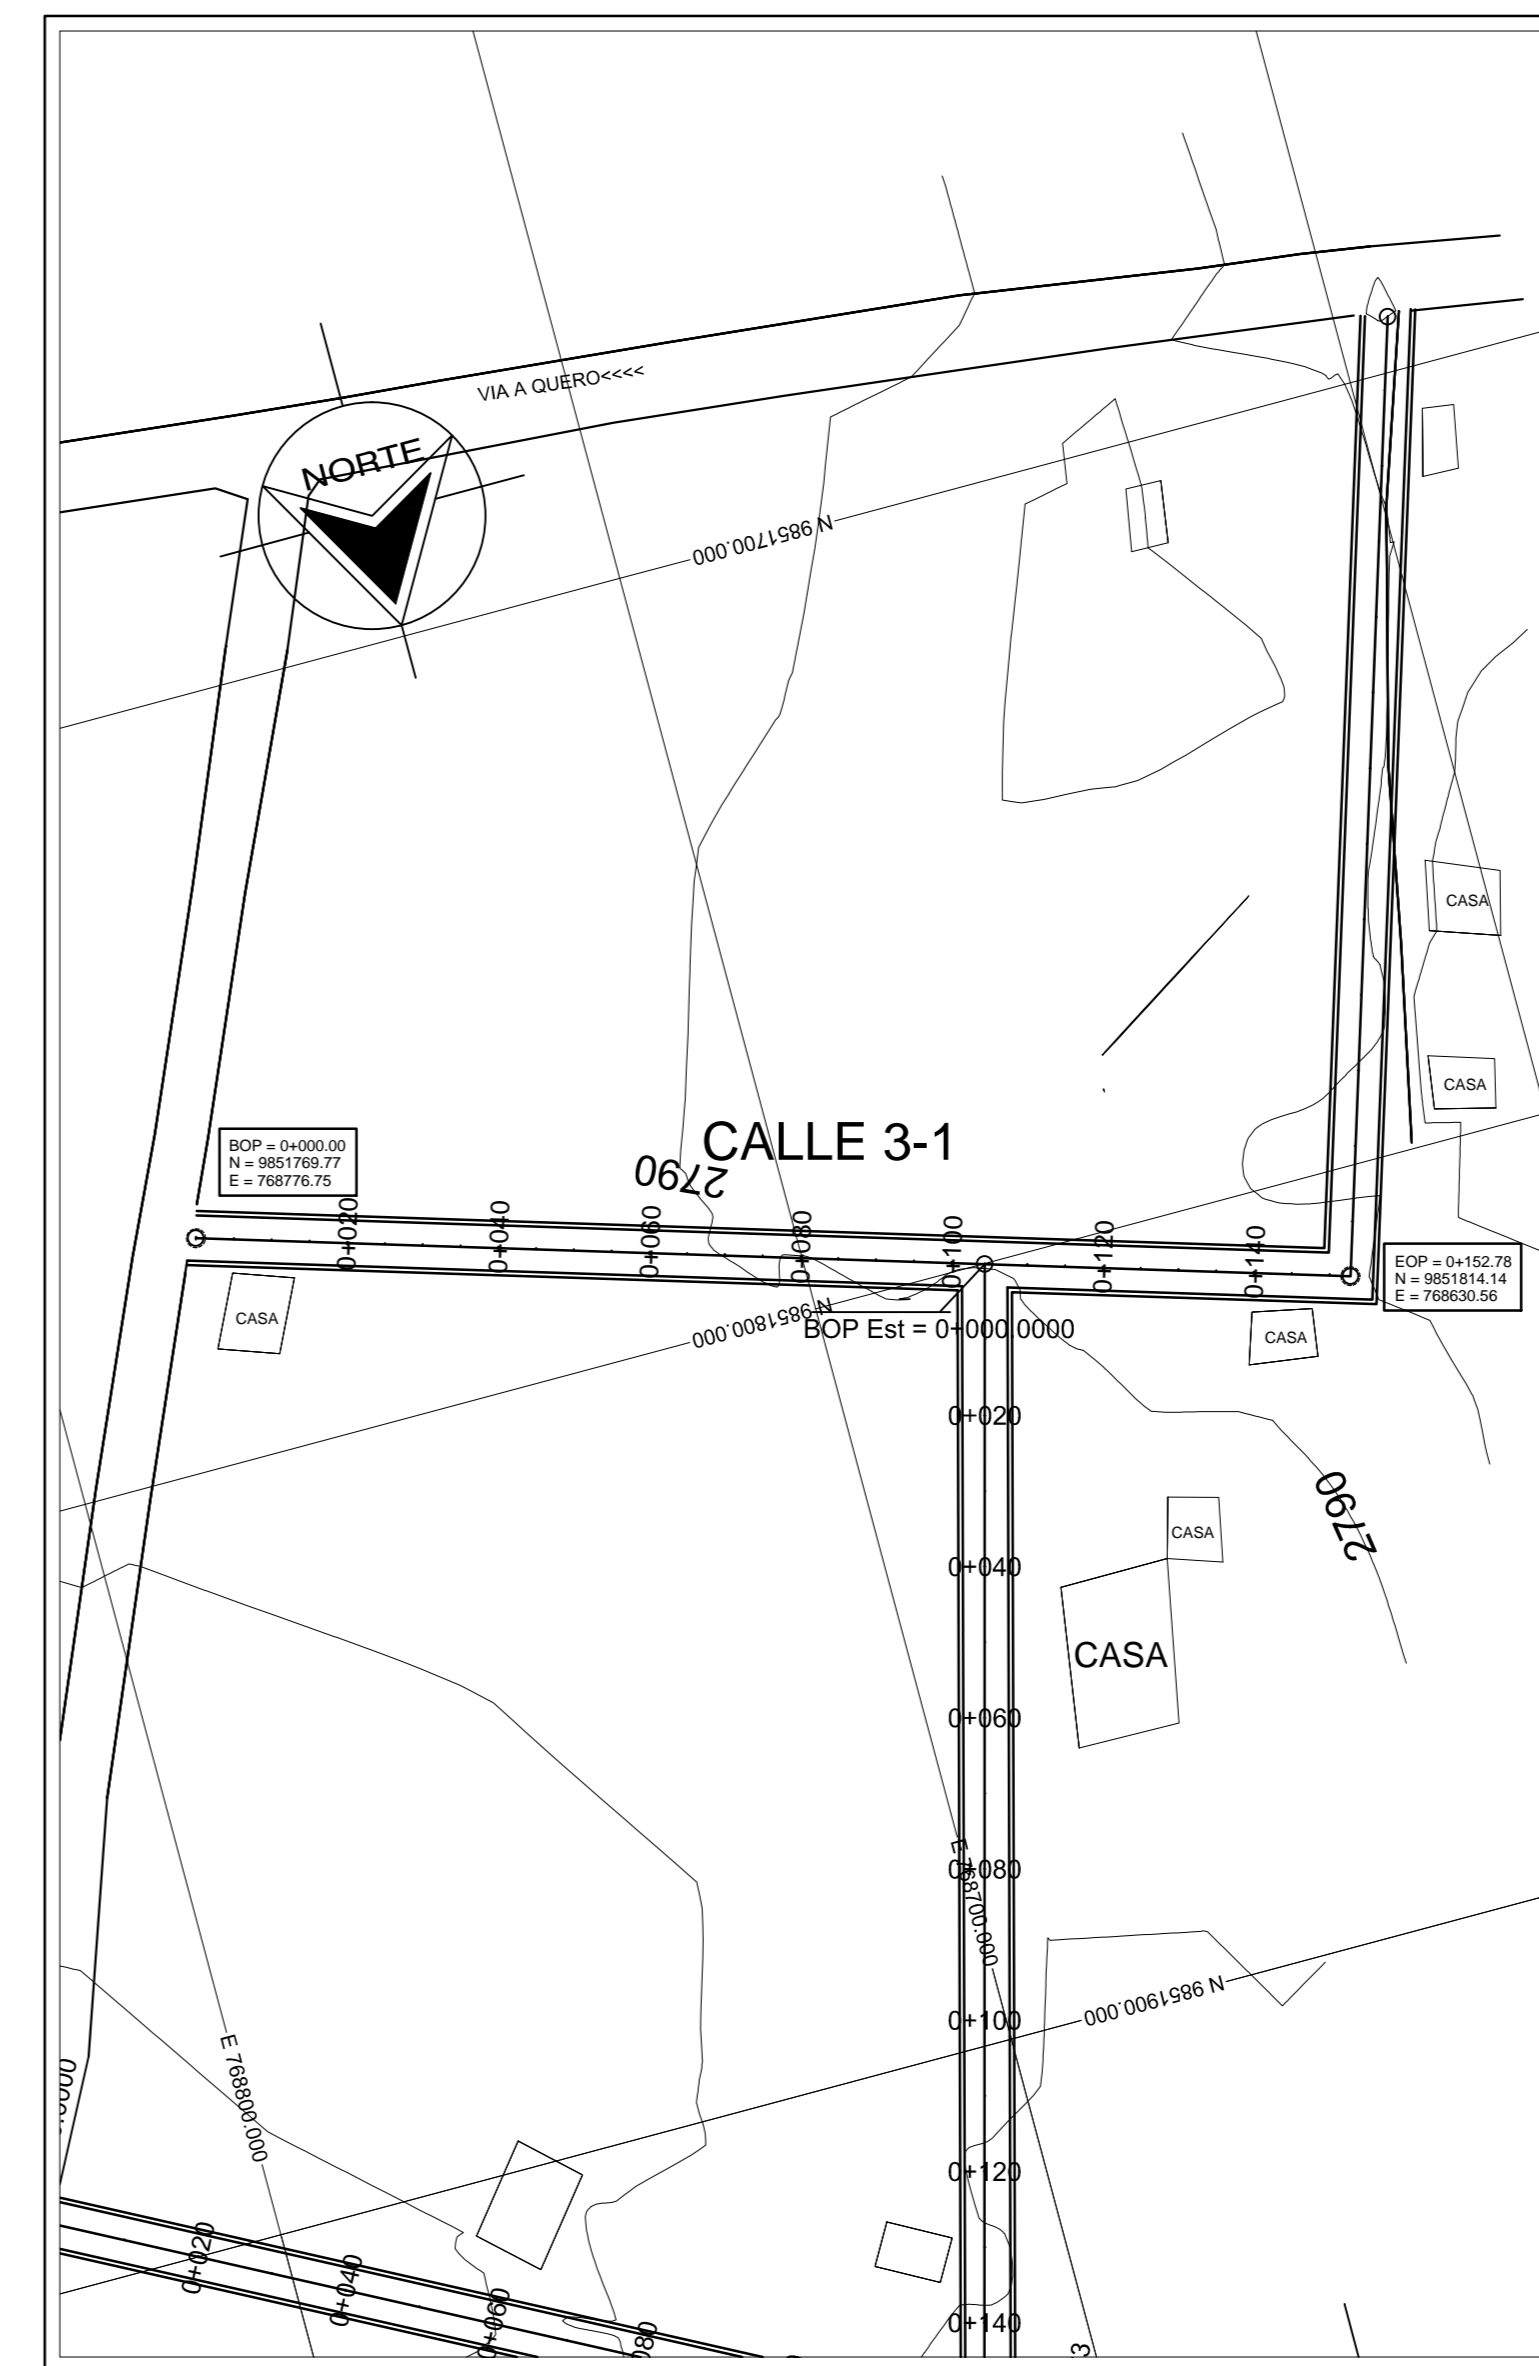 VIA A QUERO<<<<
NORTE
N 9851700.000
CASA
CASA
CALLE 3-1
BOP = 0+000.00
N = 9851769.77
E = 768776.75
2790
0+020
0+040
0+060
0+080
0+100
0+120
0+140
EOP = 0+152.78
N = 9851814.14
E = 768630.56
CASA
N 9851800.000
BOP Est = 0+000.0000
CASA
0+020
2790
CASA
0+040
CASA
0+060
0+080
E 768700.000
N 9851900.000
0+100
E 768800.000
0+120
0+020
0+040
0+060
080
0+140
3